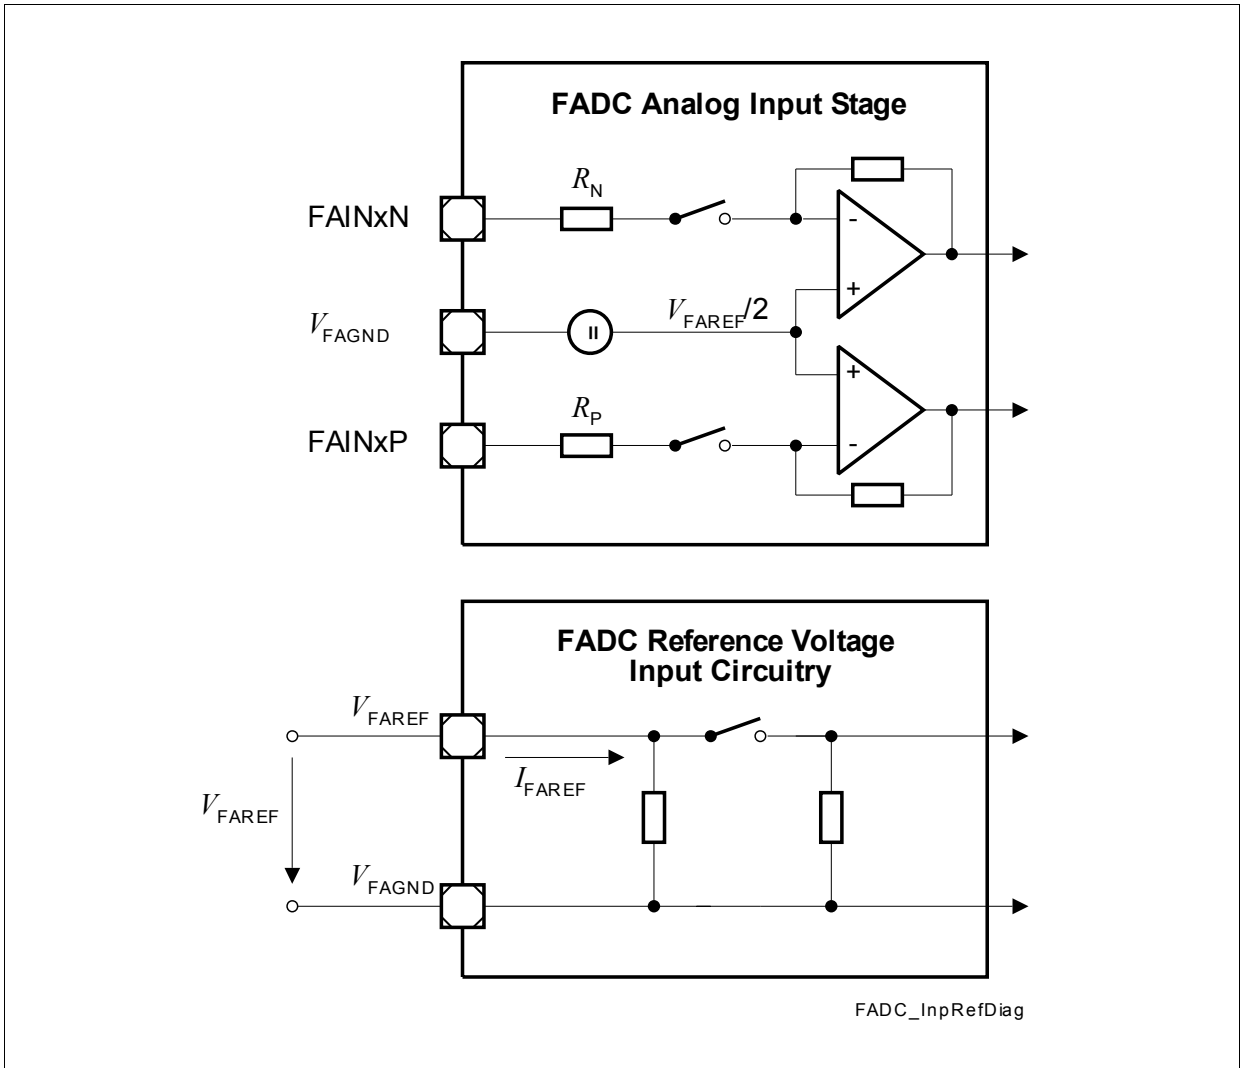 FADC Analog Input Stage
R_N
FAINxN
-
+
V_FAREF/2
V_FAGND
=
+
R_P
FAINxP
-
FADC Reference Voltage
Input Circuitry
V_FAREF
I_FAREF
V_FAREF
V_FAGND
FADC_InpRefDiag